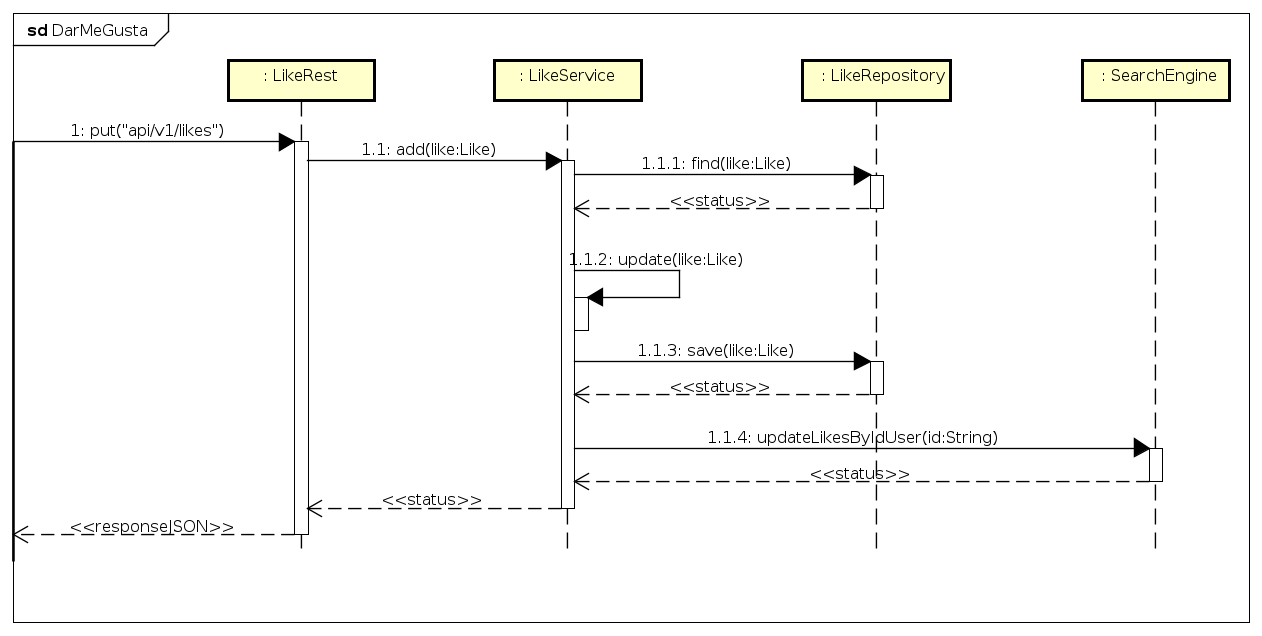 sd DarMeGusta
: LikeRest
: LikeService
: LikeRepository
: SearchEngine
1: put("api/v1/likes")
1.1: add(like:Like)
1.1.1: find(like:Like)
<<status>>
1.1.2: update(like:Like)
1.1.3: save(like:Like)
<<status>>
1.1.4: updateLikesByIdUser(id:String)
<<status>>
<<status>>
<<responseJSON>>